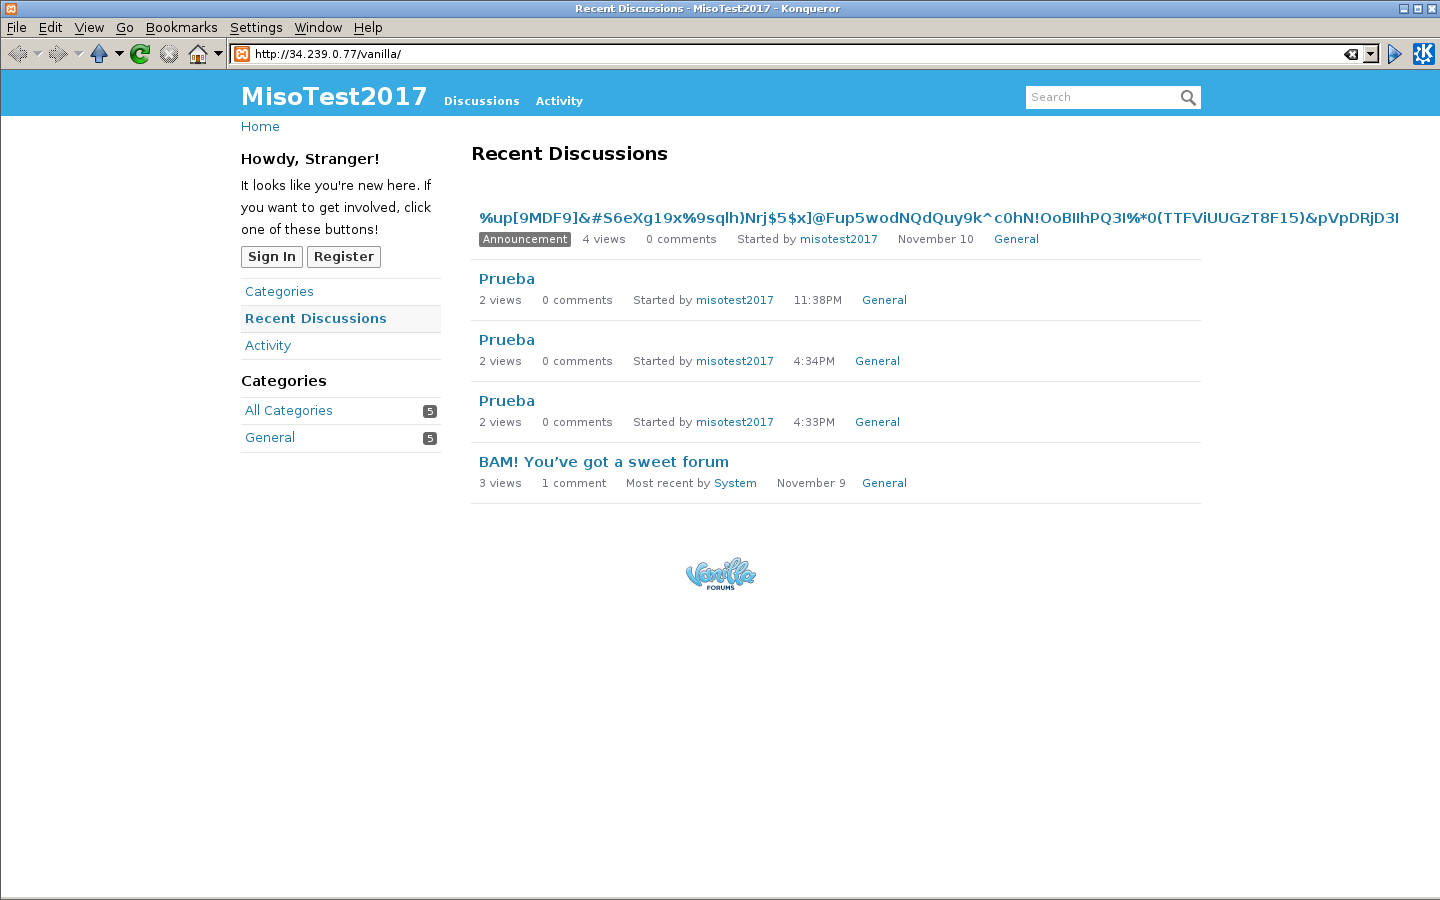 Recent Discussions - MisoTest2017 - Konqueror
File Edit View Go Bookmarks Settings Window Help
http://34.239.0.77/vanilla/
MisoTest2017 Discussions Activity Search
Home
Howdy, Stranger!
It looks like you're new here. If
you want to get involved, click
one of these buttons!
Sign In Register
Categories
Recent Discussions
Activity
Categories
All Categories 5
General 5
Recent Discussions
%up[9MDF9]&#S6eXg19x%9sqlh)Nrj$5$x]@Fup5wodNQdQuy9k^c0hN!OoBIIhPQ3I%*0(TTFViUUGzT8F15)&pVpDRjD3I
Announcement 4 views 0 comments Started by misotest2017 November 10 General
Prueba
2 views 0 comments Started by misotest2017 11:38PM General
Prueba
2 views 0 comments Started by misotest2017 4:34PM General
Prueba
2 views 0 comments Started by misotest2017 4:33PM General
BAM! You’ve got a sweet forum
3 views 1 comment Most recent by System November 9 General
Vanilla
FORUMS